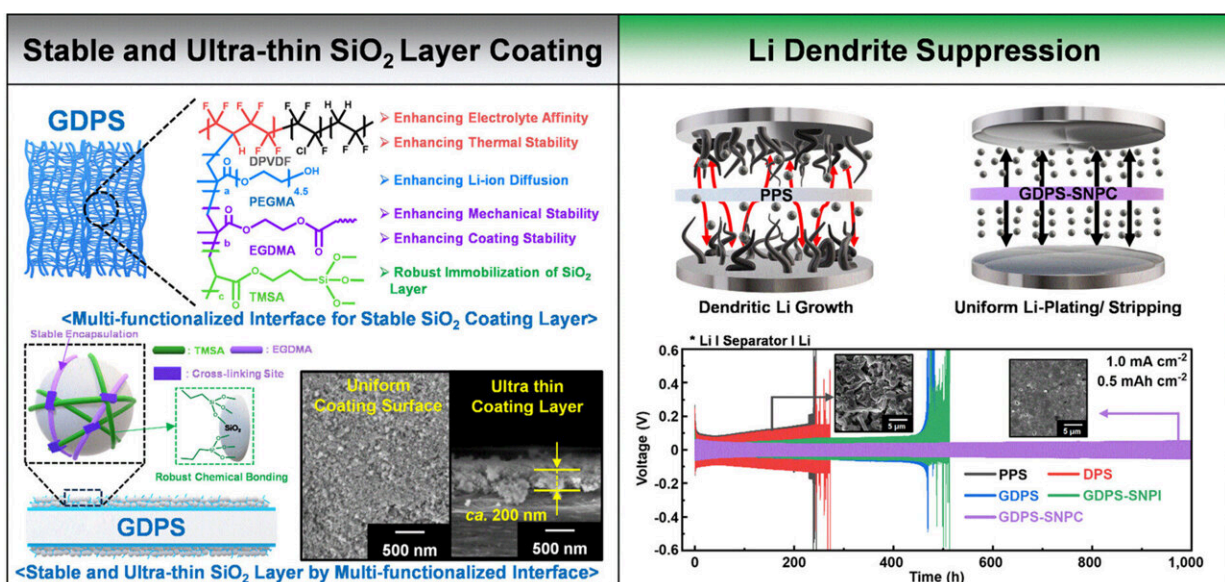 Stable and Ultra-thin SiO₂ Layer Coating
GDPS
F F F F F F H H
H F F Cl F F F
DPVDF
➤ Enhancing Electrolyte Affinity
➤ Enhancing Thermal Stability
O
a
O
OH
4.5
PEGMA
➤ Enhancing Li-ion Diffusion
O
b
O
O
O
EGDMA
➤ Enhancing Mechanical Stability
➤ Enhancing Coating Stability
c
O
O
Si
O
O
O
TMSA
➤ Robust Immobilization of SiO₂
Layer
<Multi-functionalized Interface for Stable SiO₂ Coating Layer>
Stable Encapsulation
: TMSA
: EGDMA
: Cross-linking Site
SiO₂
Robust Chemical Bonding
GDPS
Uniform
Coating Surface
500 nm
Ultra thin
Coating Layer
ca. 200 nm
500 nm
<Stable and Ultra-thin SiO₂ Layer by Multi-functionalized Interface>
Li Dendrite Suppression
PPS
Dendritic Li Growth
GDPS-SNPC
Uniform Li-Plating/ Stripping
* Li l Separator l Li
1.0 mA cm⁻²
0.5 mAh cm⁻²
5 µm
5 µm
Voltage (V)
0.6
0.4
0.2
0
-0.2
-0.4
-0.6
PPS
DPS
GDPS
GDPS-SNPI
GDPS-SNPC
0
200
400
600
800
1,000
Time (h)